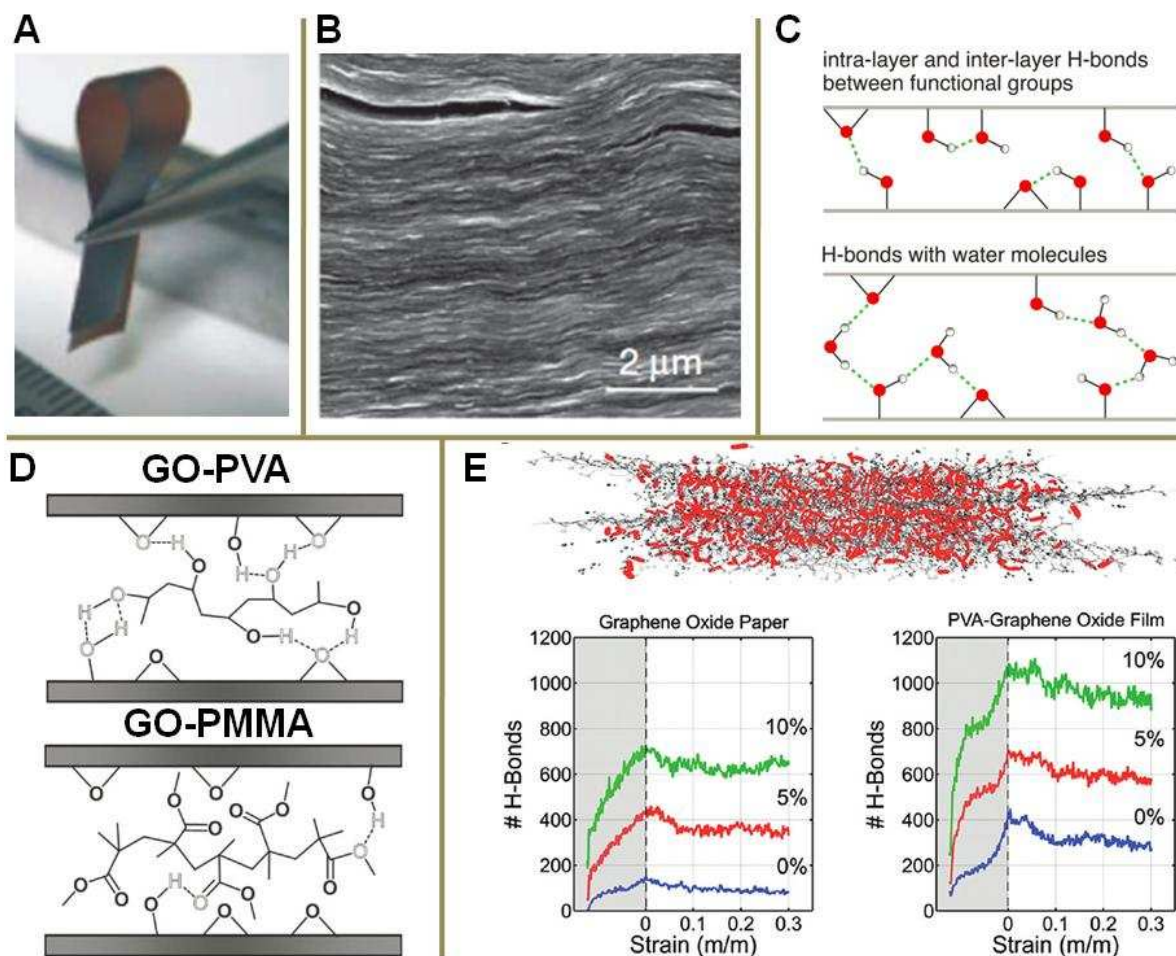 A
B
2 µm
C
intra-layer and inter-layer H-bonds
between functional groups
H-bonds with water molecules
D
GO-PVA
O H O O
H
H O O
H O O
H
O H
O O O
GO-PMMA
O O O
O O H
O O
O O
O H
O O O O
O O
E
Graphene Oxide Paper
1200
1000
800
600
400
200
0
# H-Bonds
10%
5%
0%
0 0.1 0.2 0.3
Strain (m/m)
PVA-Graphene Oxide Film
1200
1000
800
600
400
200
0
# H-Bonds
10%
5%
0%
0 0.1 0.2 0.3
Strain (m/m)